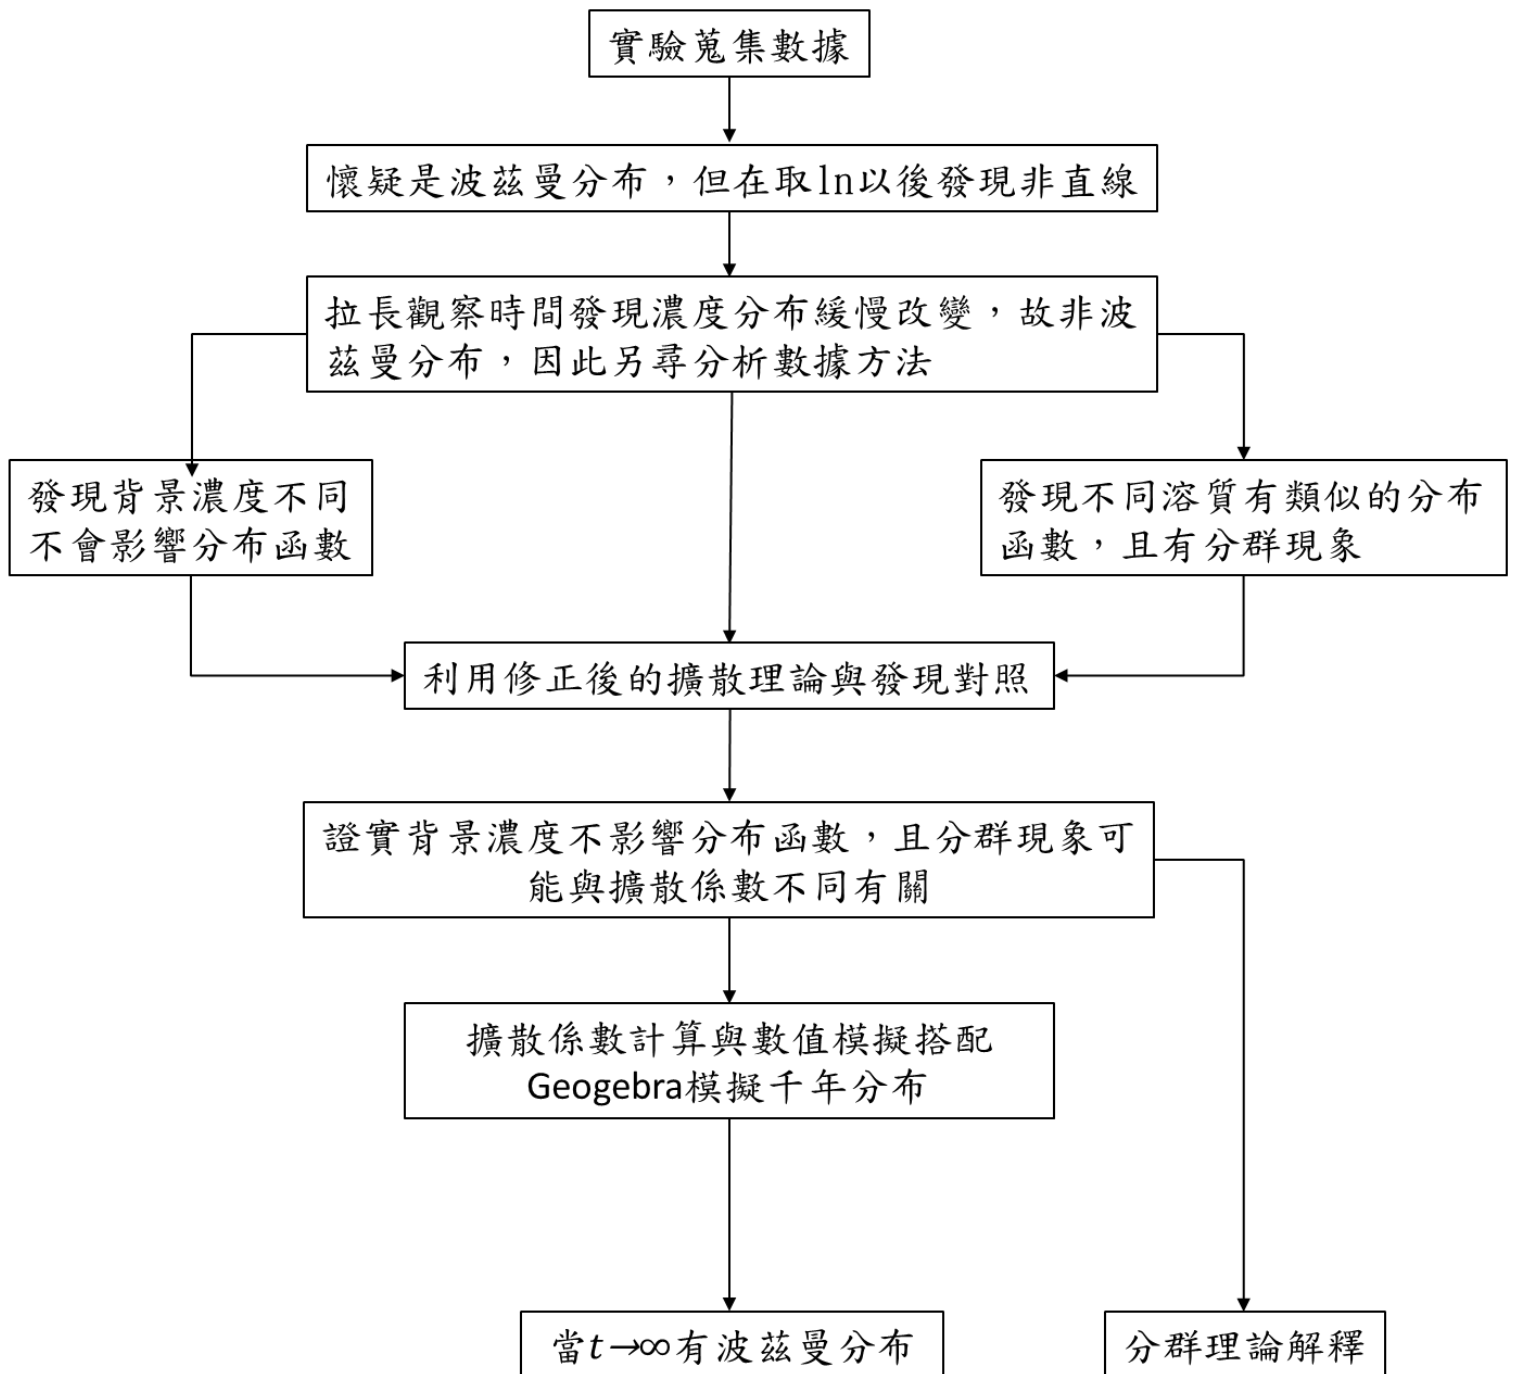 實驗蒐集數據
懷疑是波茲曼分布，但在取ln以後發現非直線
拉長觀察時間發現濃度分布緩慢改變，故非波
茲曼分布，因此另尋分析數據方法
發現背景濃度不同
不會影響分布函數
發現不同溶質有類似的分布
函數，且有分群現象
利用修正後的擴散理論與發現對照
證實背景濃度不影響分布函數，且分群現象可
能與擴散係數不同有關
擴散係數計算與數值模擬搭配
Geogebra模擬千年分布
當t→∞有波茲曼分布
分群理論解釋